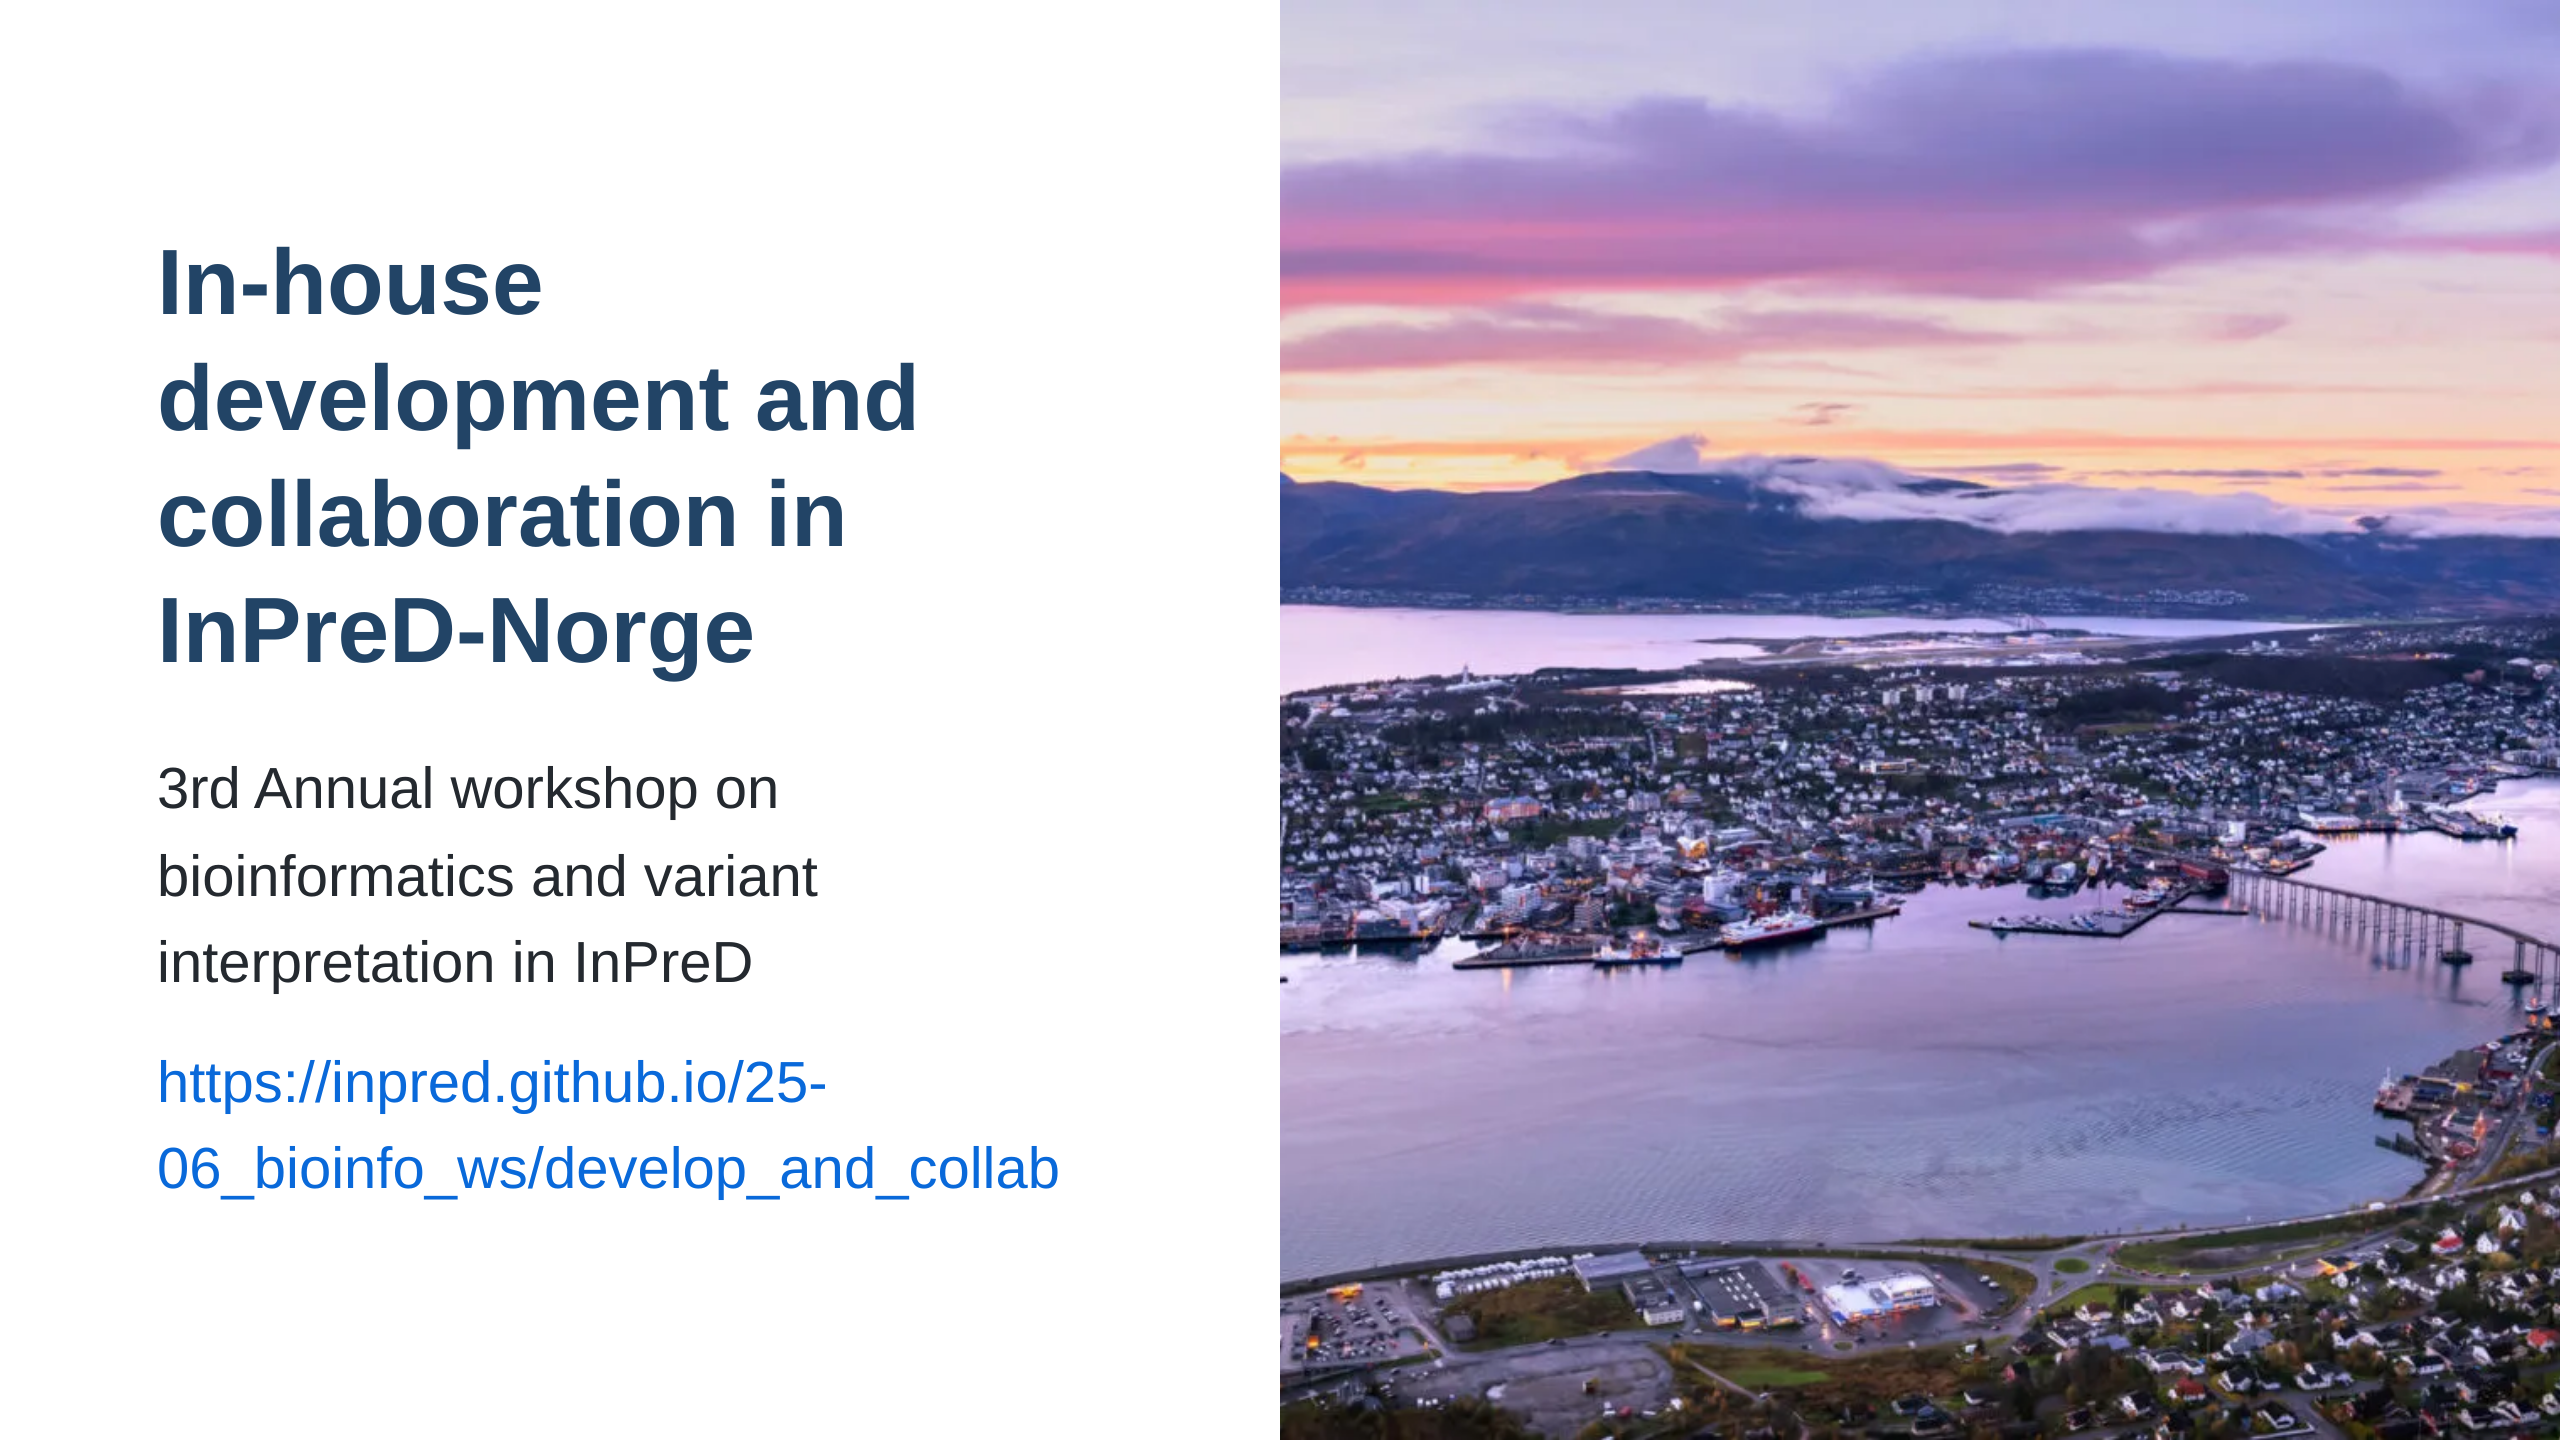 In-house
development and
collaboration in
InPreD-Norge
3rd Annual workshop on
bioinformatics and variant
interpretation in InPreD
https://inpred.github.io/25-
06_bioinfo_ws/develop_and_collab